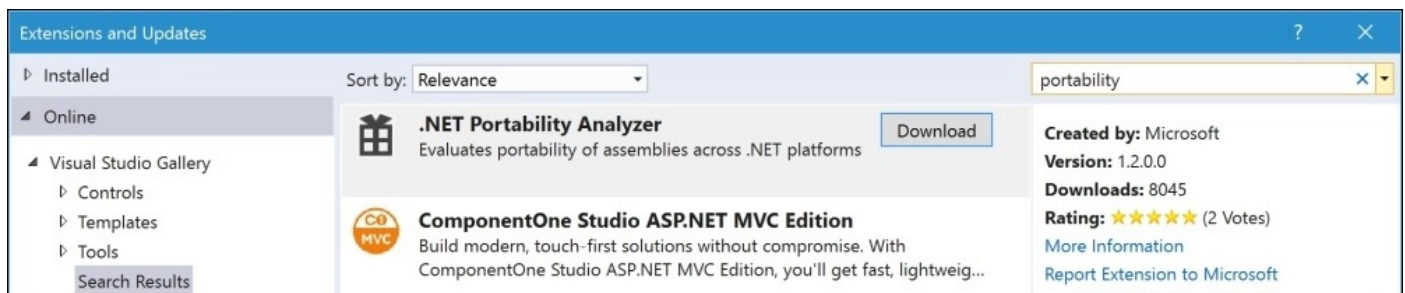 Extensions and Updates
Installed
Online
Visual Studio Gallery
Controls
Templates
Tools
Search Results
Sort by: Relevance
.NET Portability Analyzer
Evaluates portability of assemblies across .NET platforms
Download
C1
MVC
ComponentOne Studio ASP.NET MVC Edition
Build modern, touch-first solutions without compromise. With
ComponentOne Studio ASP.NET MVC Edition, you'll get fast, lightweig...
portability
Created by: Microsoft
Version: 1.2.0.0
Downloads: 8045
Rating: ★★★★★ (2 Votes)
More Information
Report Extension to Microsoft